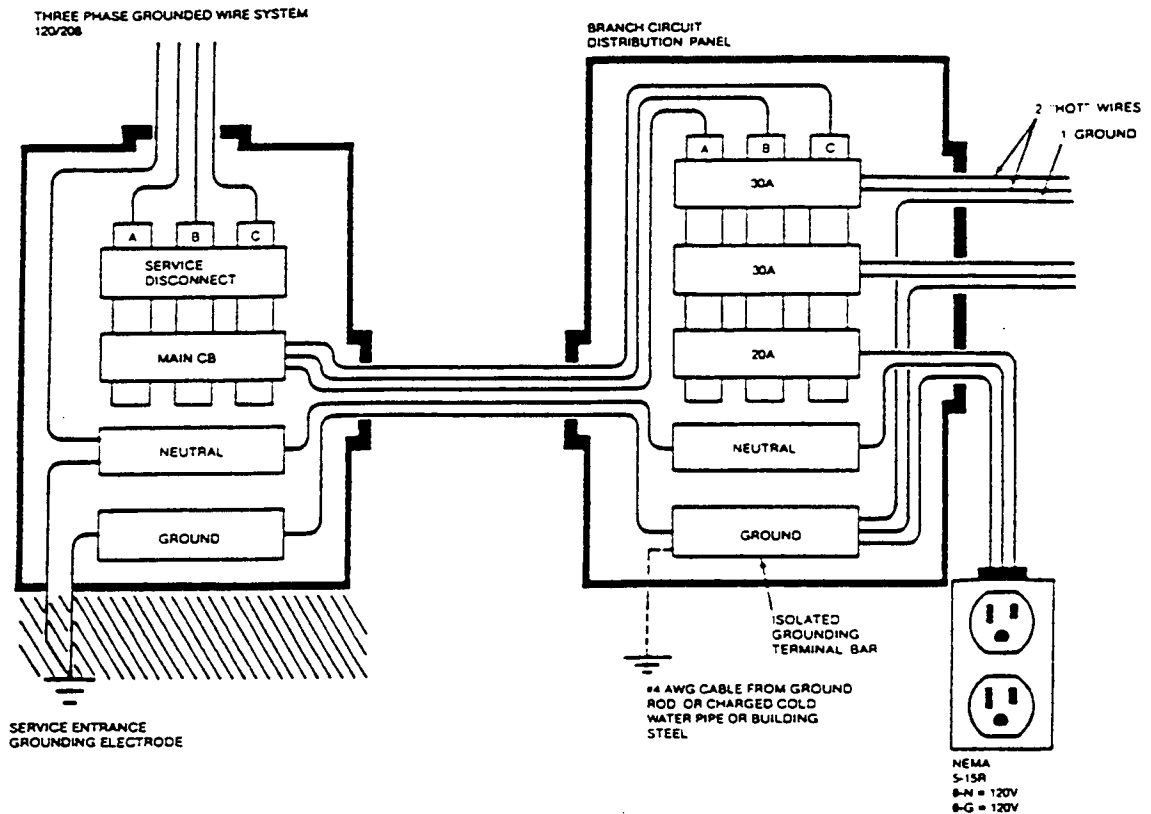 THREE PHASE GROUNDED WIRE SYSTEM
120/208
BRANCH CIRCUIT
DISTRIBUTION PANEL
2 "HOT" WIRES
1 GROUND
A
B
C
30A
A
B
C
SERVICE
DISCONNECT
30A
MAIN CB
20A
NEUTRAL
NEUTRAL
GROUND
GROUND
ISOLATED
GROUNDING
TERMINAL BAR
#4 AWG CABLE FROM GROUND
ROD OR CHARGED COLD
WATER PIPE OR BUILDING
STEEL
SERVICE ENTRANCE
GROUNDING ELECTRODE
NEMA
5-15R
= 120V
= 120V